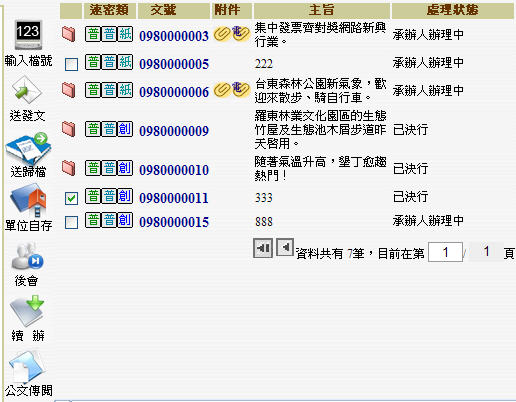 速密類 文號 附件 主旨 處理狀態
123
輸入檔號
送發文
送歸檔
單位自存
後會
續 辦
公文傳閱
普 普 紙 0980000003 電 集中發票齊對獎網路新興
行業。 承辦人辦理中
普 普 紙 0980000005 222 承辦人辦理中
普 普 紙 0980000006 電 台東森林公園新氣象，歡
迎來散步、騎自行車。 承辦人辦理中
普 普 創 0980000009 羅東林業文化園區的生態
竹屋及生態池木屑步道昨
天啓用。 已決行
普 普 創 0980000010 隨著氣溫升高，墾丁愈趨
熱門！ 已決行
普 普 創 0980000011 333 已決行
普 普 創 0980000015 888 承辦人辦理中
資料共有 7筆，目前在第 1 / 1 頁